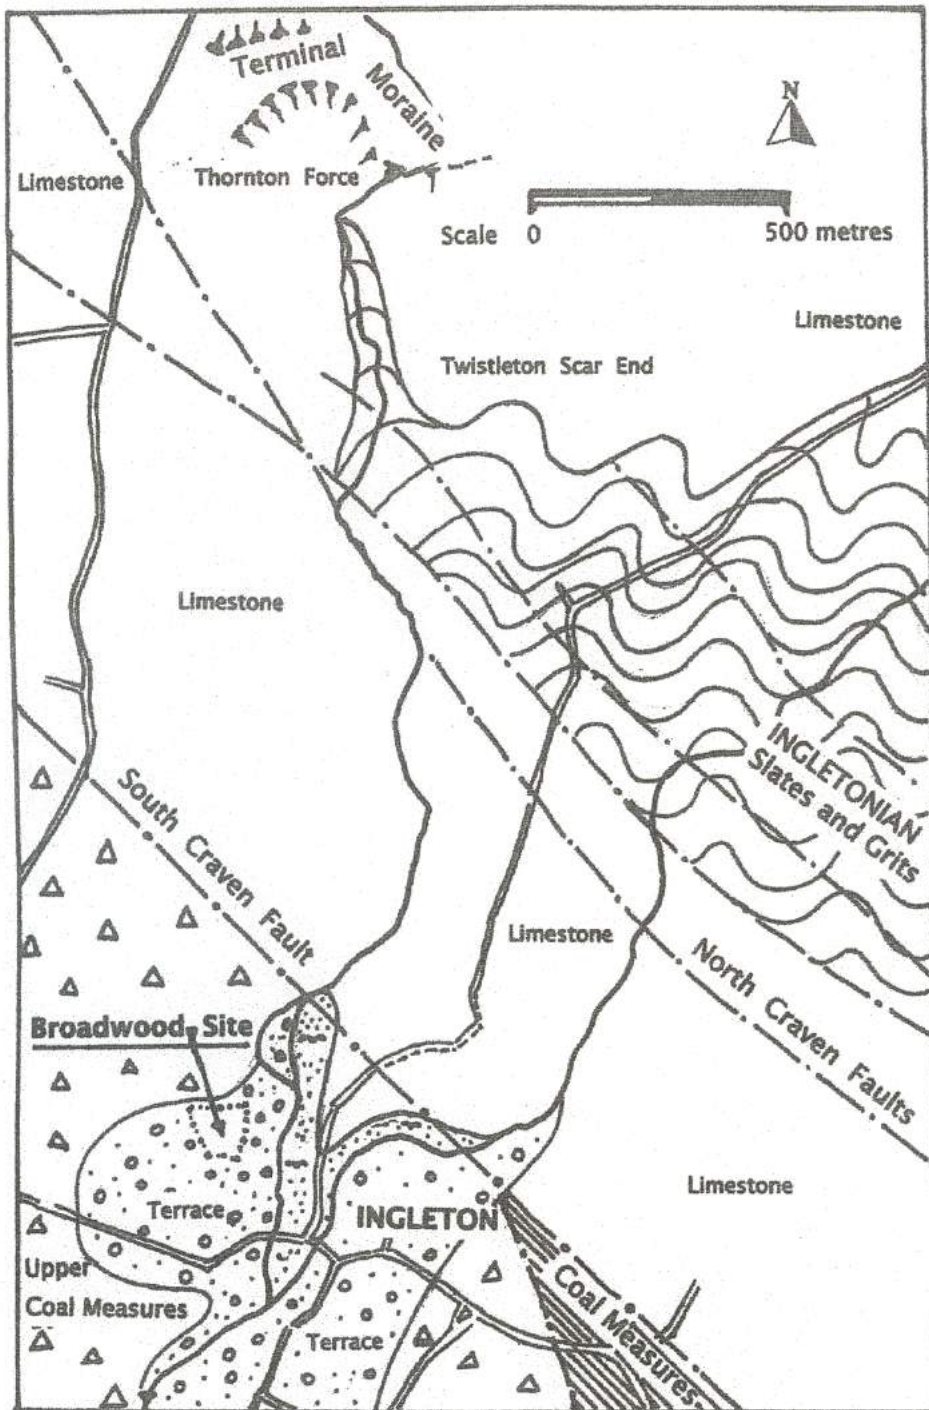 Terminal
Moraine
N
Limestone
Thornton Force
Scale 0 500 metres
Limestone
Twistleton Scar End
Limestone
INGLETONIAN
Slates and Grits
South Craven Fault
Limestone
North Craven Faults
Broadwood Site
Limestone
Terrace
INGLETON
Upper
Coal Measures
Coal Measures
Terrace